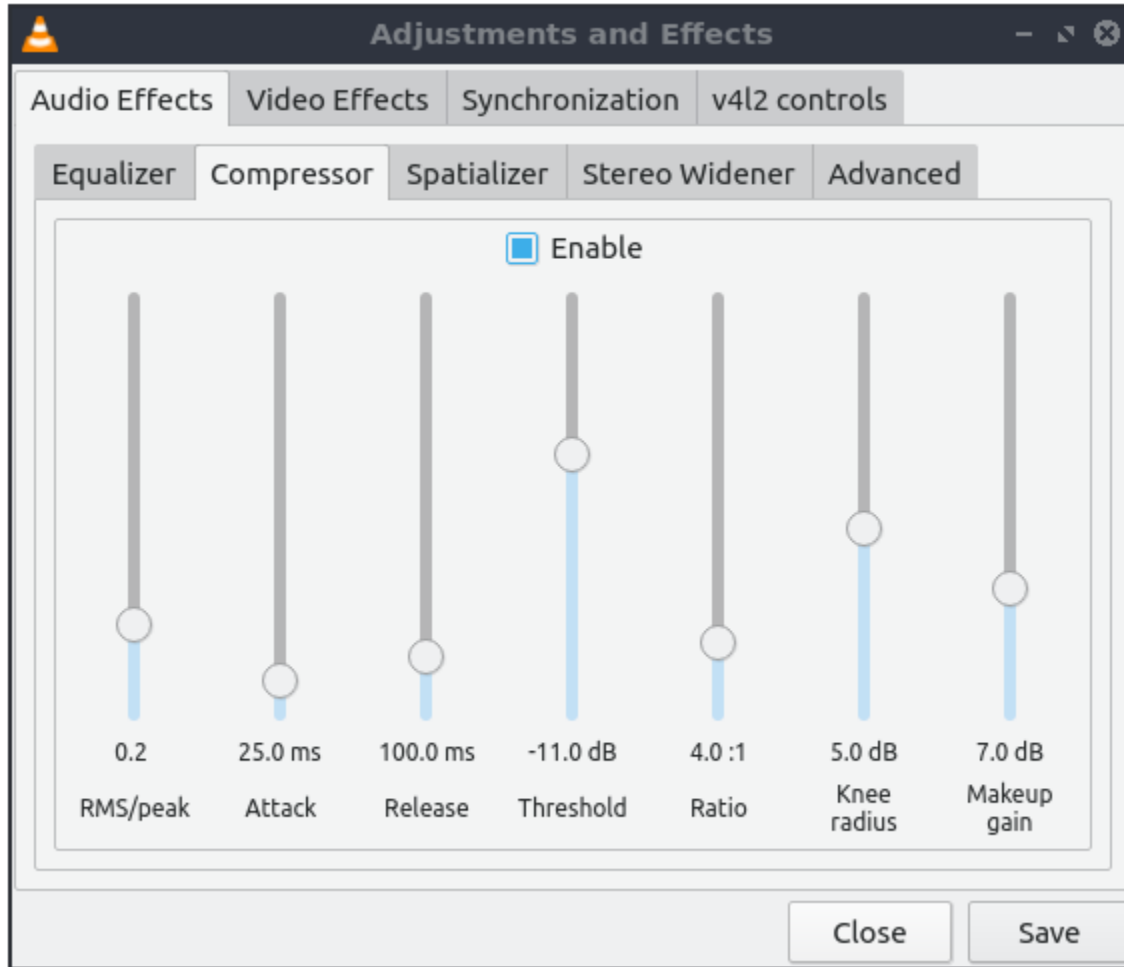 Adjustments and Effects
Audio Effects Video Effects Synchronization v4l2 controls
Equalizer Compressor Spatializer Stereo Widener Advanced
Enable
0.2 25.0 ms 100.0 ms -11.0 dB 4.0 :1 5.0 dB 7.0 dB
RMS/peak Attack Release Threshold Ratio Knee radius Makeup gain
Close Save